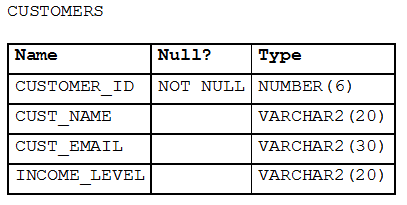 CUSTOMERS
Name Null? Type
CUSTOMER_ID NOT NULL NUMBER(6)
CUST_NAME VARCHAR2(20)
CUST_EMAIL VARCHAR2(30)
INCOME_LEVEL VARCHAR2(20)